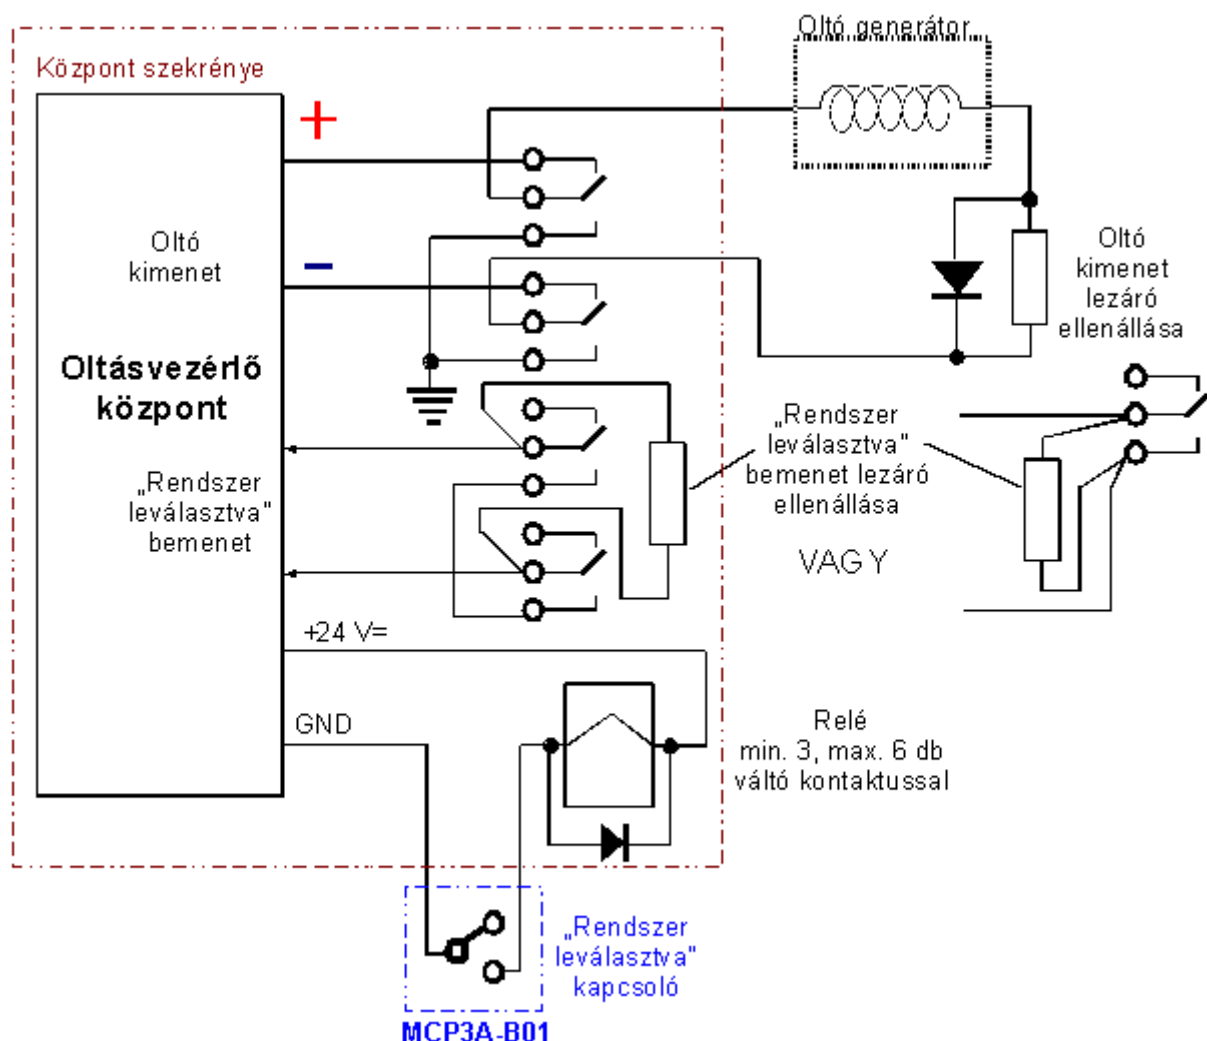 Oltó generátor
Központ szekrénye
+
Oltó
kimenet
–
Oltásvezérlő
központ
Oltó
kimenet
lezáró
ellenállása
„Rendszer
leválasztva"
bemenet lezáró
ellenállása
„Rendszer
leválasztva"
bemenet
VAGY
+24 V=
GND
Relé
min. 3, max. 6 db
váltó kontaktussal
„Rendszer
leválasztva"
kapcsoló
MCP3A-B01